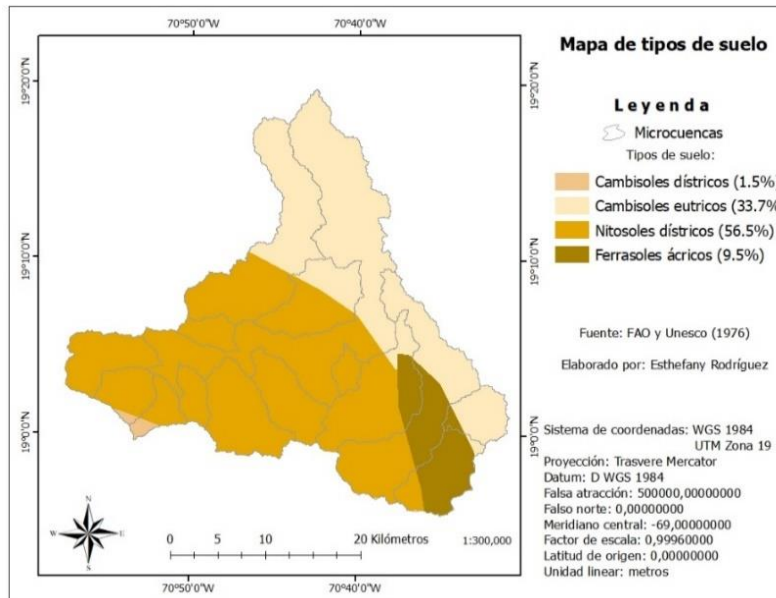 70°50'0"W
70°40'0"W
Mapa de tipos de suelo
19°20'0"N
19°20'0"N
Leyenda
Microcuencas
Tipos de suelo:
Cambisoles dístricos (1.5%)
Cambisoles eutricos (33.7%
Nitosoles dístricos (56.5%)
Ferrasoles ácricos (9.5%)
19°10'0"N
19°10'0"N
Fuente: FAO y Unesco (1976)
Elaborado por: Esthefany Rodríguez
19°0'0"N
19°0'0"N
Sistema de coordenadas: WGS 1984
UTM Zona 19
Proyección: Trasvere Mercator
Datum: D WGS 1984
Falsa atracción: 500000,00000000
Falso norte: 0,00000000
Meridiano central: -69,00000000
Factor de escala: 0,99960000
Latitud de origen: 0,00000000
Unidad linear: metros
N
W
E
S
0 5 10 20 Kilómetros
1:300,000
70°50'0"W
70°40'0"W